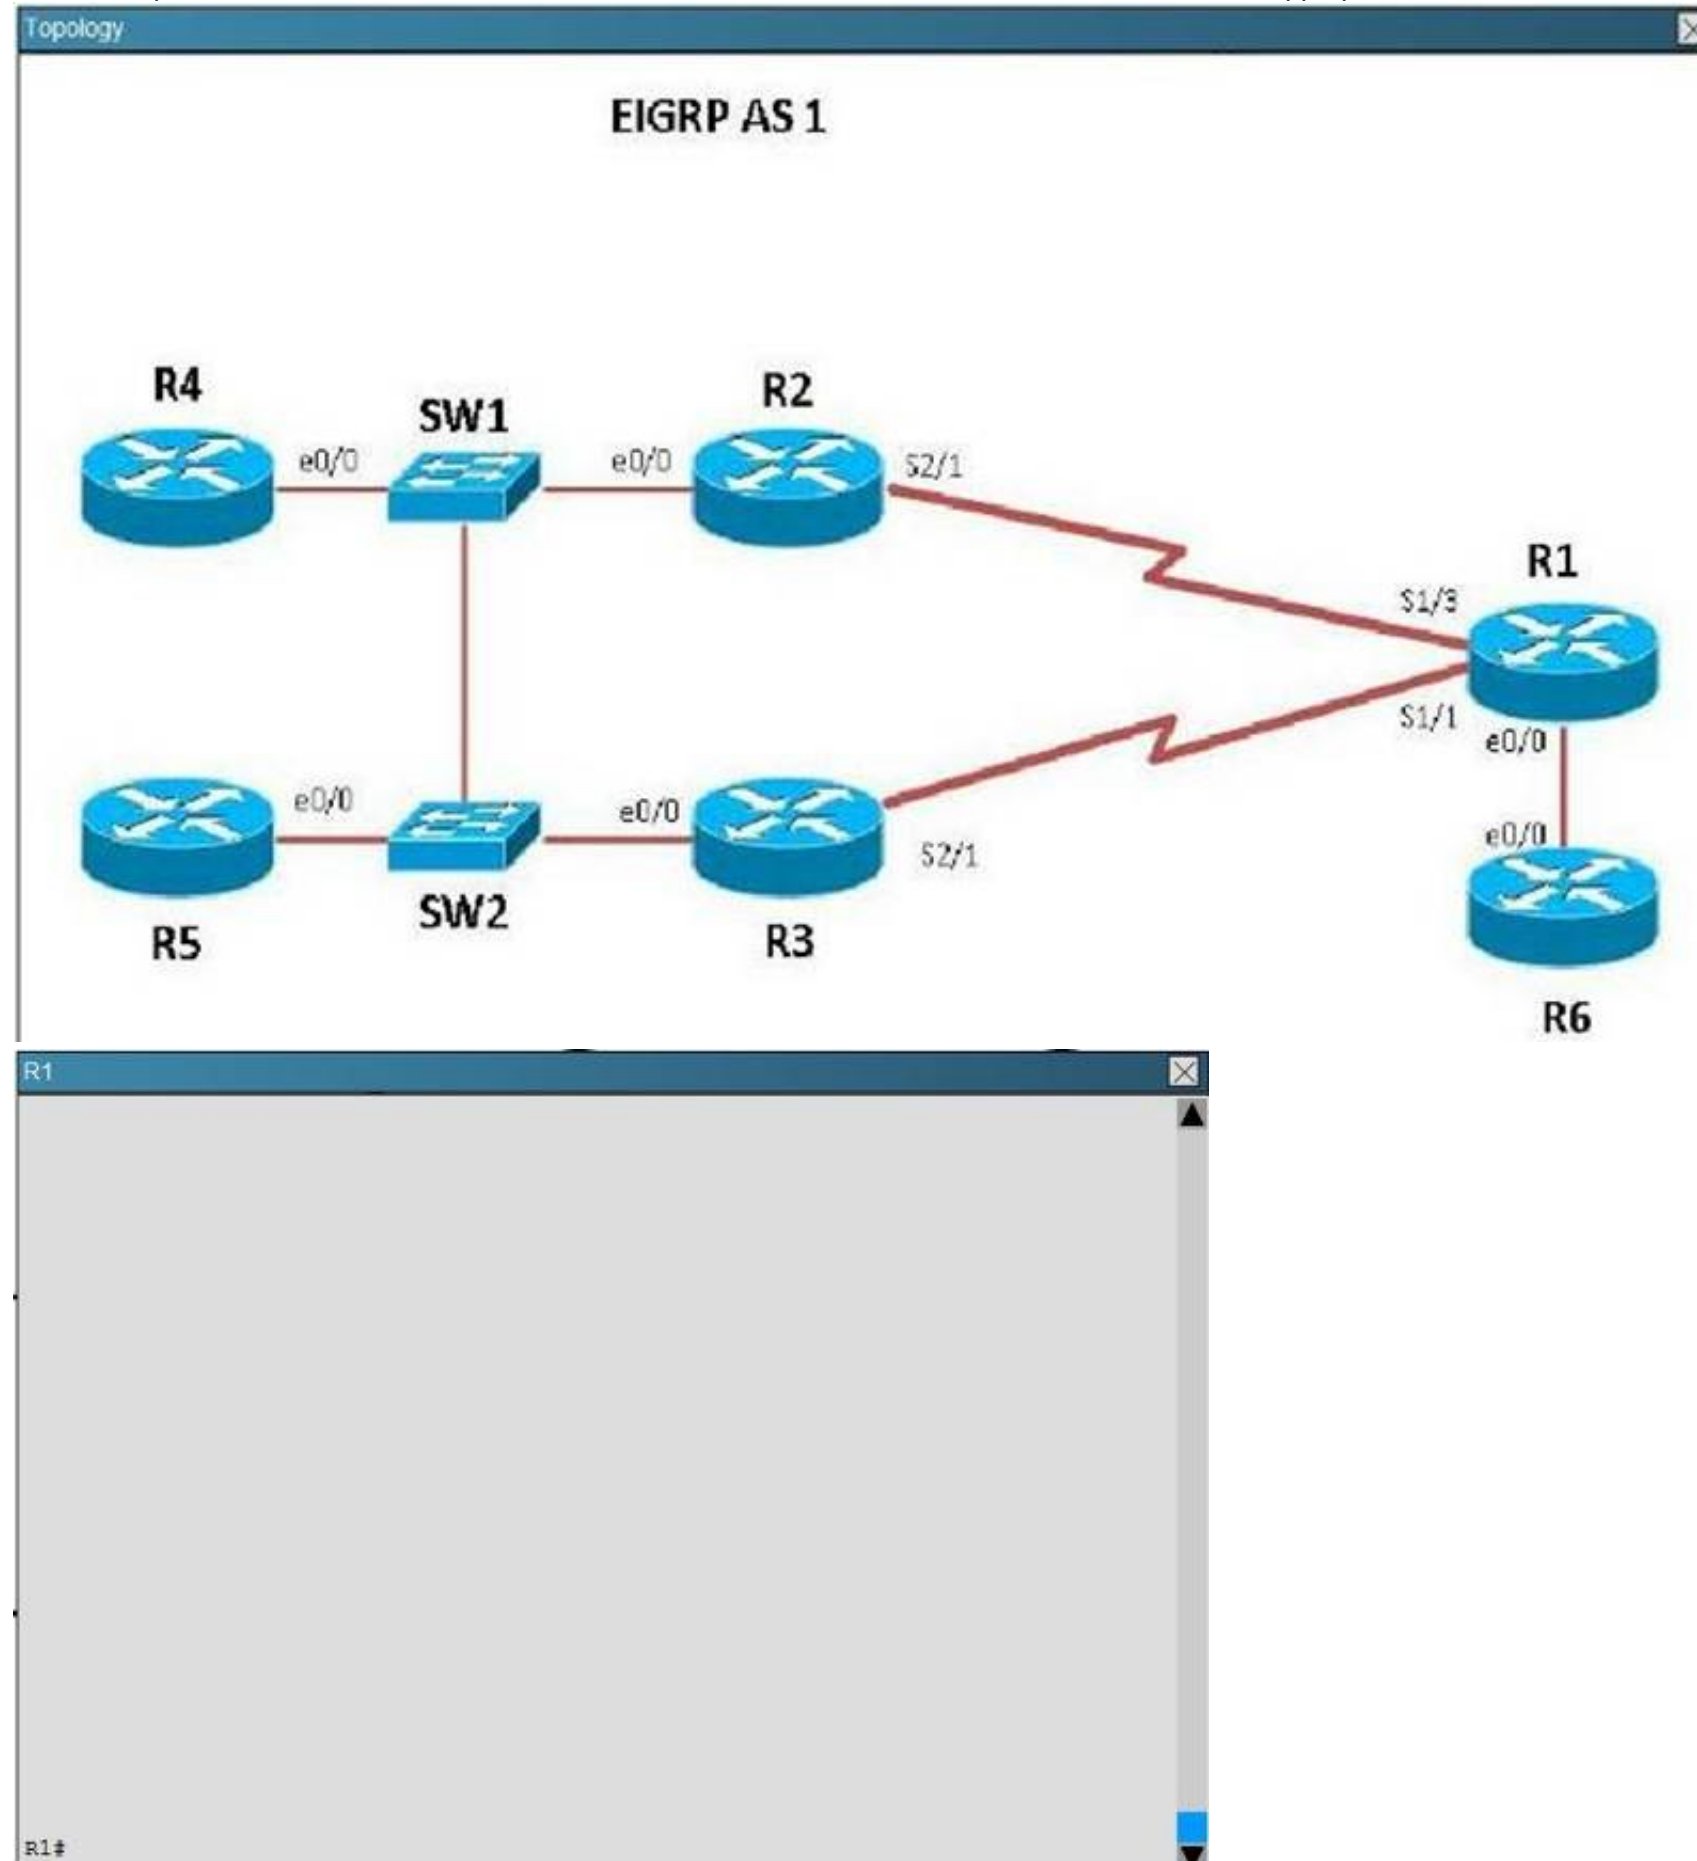 Topology
EIGRP AS 1
R4
SW1
R2
e0/0
e0/0
S2/1
R1
S1/3
S1/1
e0/0
e0/0
e0/0
e0/0
S2/1
R5
SW2
R3
R6
R1
R1#